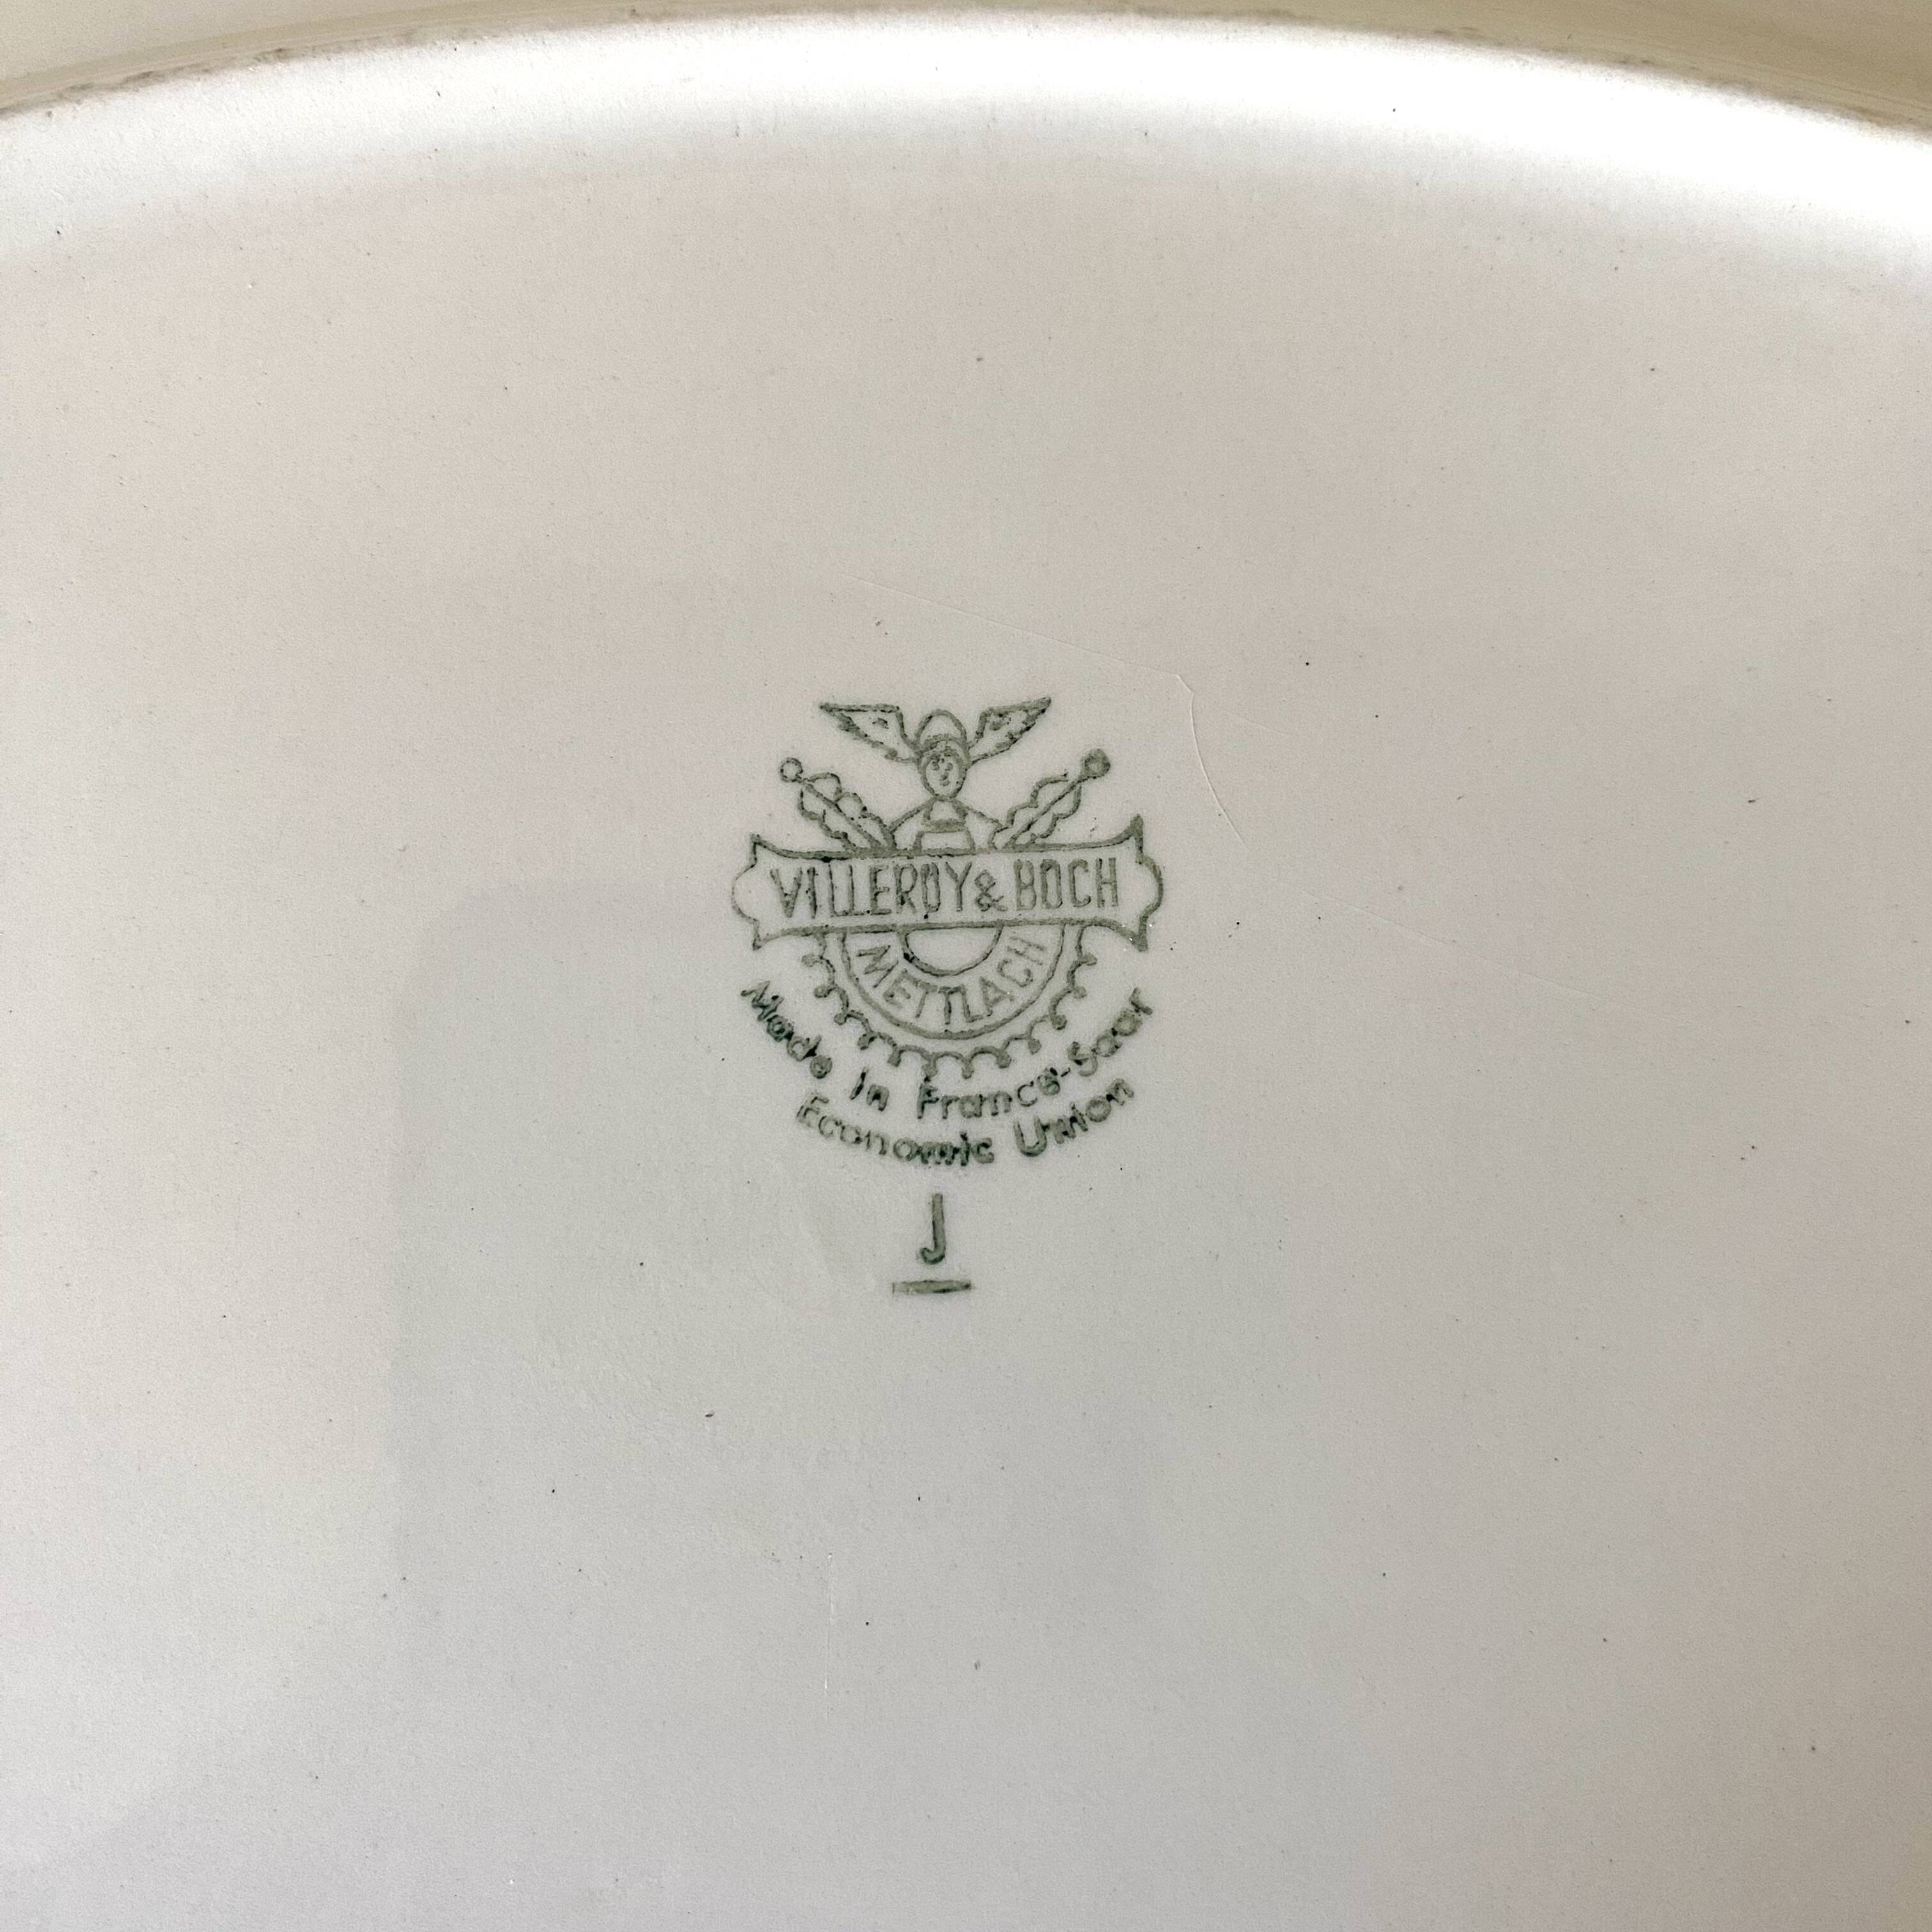 VILLEROY & BOCH
METTLACH
Made in France-Saar
Economic Union
J